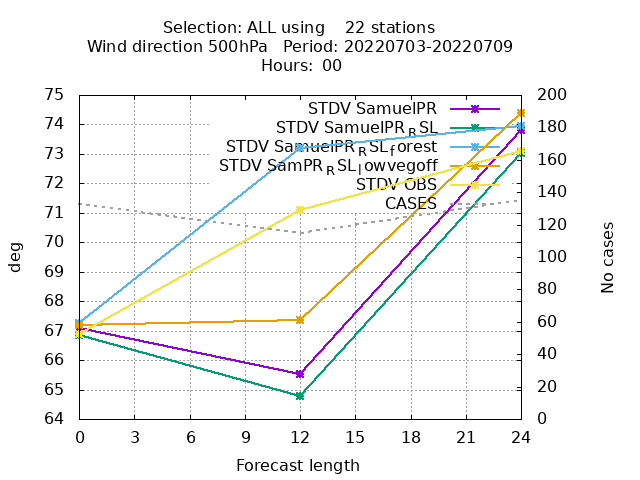 Selection: ALL using    22 stations
Wind direction 500hPa   Period: 20220703-20220709
Hours: 00
75
74
73
72
71
70
69
68
67
66
65
64
200
180
160
140
120
100
80
60
40
20
0
STDV SamuelPR
STDV SamuelPR_RSL
STDV SamuelPR_RSL_forest
STDV SamPR_RSL_lowvegoff
STDV OBS
CASES
deg
No cases
0 3 6 9 12 15 18 21 24
Forecast length